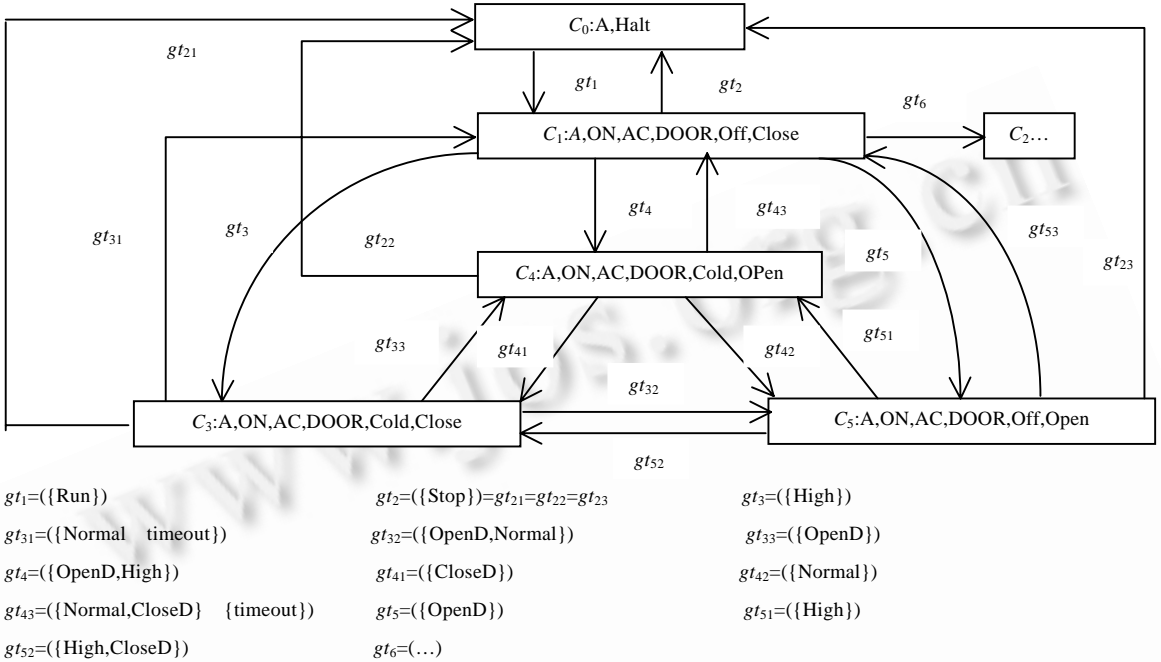 C0:A,Halt
gt21
gt1
gt2
gt6
C1:A,ON,AC,DOOR,Off,Close
C2…
gt31
gt3
gt22
gt4
gt43
gt5
gt53
gt23
C4:A,ON,AC,DOOR,Cold,OPen
gt33
gt41
gt42
gt51
gt32
C3:A,ON,AC,DOOR,Cold,Close
C5:A,ON,AC,DOOR,Off,Open
gt52
gt1=({Run}) gt2=({Stop})=gt21=gt22=gt23 gt3=({High})
gt31=({Normal timeout}) gt32=({OpenD,Normal}) gt33=({OpenD})
gt4=({OpenD,High}) gt41=({CloseD}) gt42=({Normal})
gt43=({Normal,CloseD} {timeout}) gt5=({OpenD}) gt51=({High})
gt52=({High,CloseD}) gt6=(…)
www.jos.org.cn